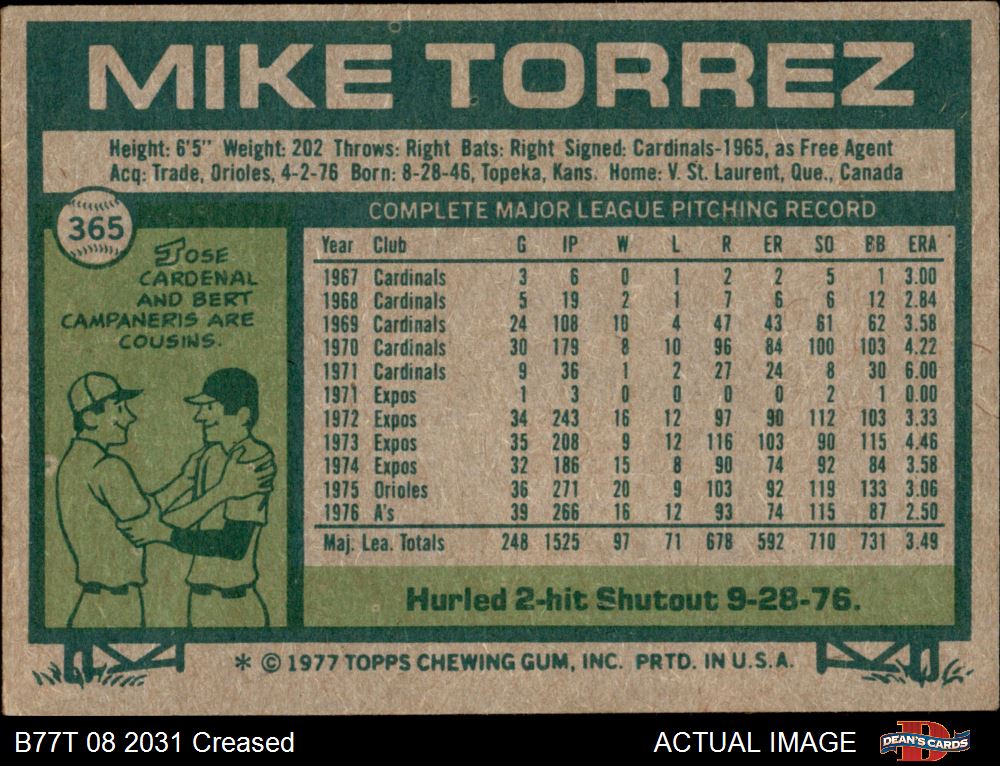 MIKE TORREZ
Height: 6'5" Weight: 202 Throws: Right Bats: Right Signed: Cardinals-1965, as Free Agent
Acq: Trade, Orioles, 4-2-76 Born: 8-28-46, Topeka, Kans. Home: V. St. Laurent, Que., Canada
365
JOSE
CARDENAL
AND BERT
CAMPANERIS ARE
COUSINS.
COMPLETE MAJOR LEAGUE PITCHING RECORD
Year Club G IP W L R ER SO BB ERA
1967 Cardinals 3 6 0 1 2 2 5 1 3.00
1968 Cardinals 5 19 2 1 7 6 6 12 2.84
1969 Cardinals 24 108 10 4 47 43 61 62 3.58
1970 Cardinals 30 179 8 10 96 84 100 103 4.22
1971 Cardinals 9 36 1 2 27 24 8 30 6.00
1971 Expos 1 3 0 0 0 0 2 1 0.00
1972 Expos 34 243 16 12 97 90 112 103 3.33
1973 Expos 35 208 9 12 116 103 90 115 4.46
1974 Expos 32 186 15 8 90 74 92 84 3.58
1975 Orioles 36 271 20 9 103 92 119 133 3.06
1976 A's 39 266 16 12 93 74 115 87 2.50
Maj. Lea. Totals 248 1525 97 71 678 592 710 731 3.49
Hurled 2-hit Shutout 9-28-76.
* © 1977 TOPPS CHEWING GUM, INC. PRTD. IN U.S.A.
B77T 08 2031 Creased
ACTUAL IMAGE
DEAN'S CARDS